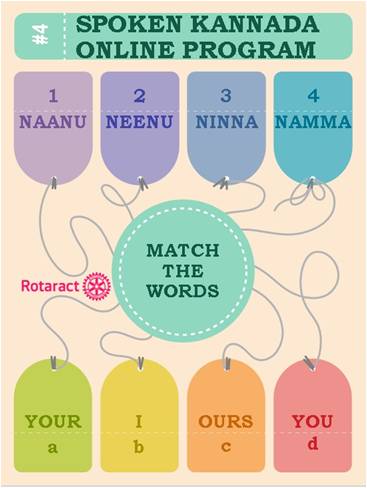 #4
SPOKEN KANNADA
ONLINE PROGRAM
1
NAANU
2
NEENU
3
NINNA
4
NAMMA
MATCH
THE
WORDS
Rotaract
YOUR
a
I
b
OURS
c
YOU
d